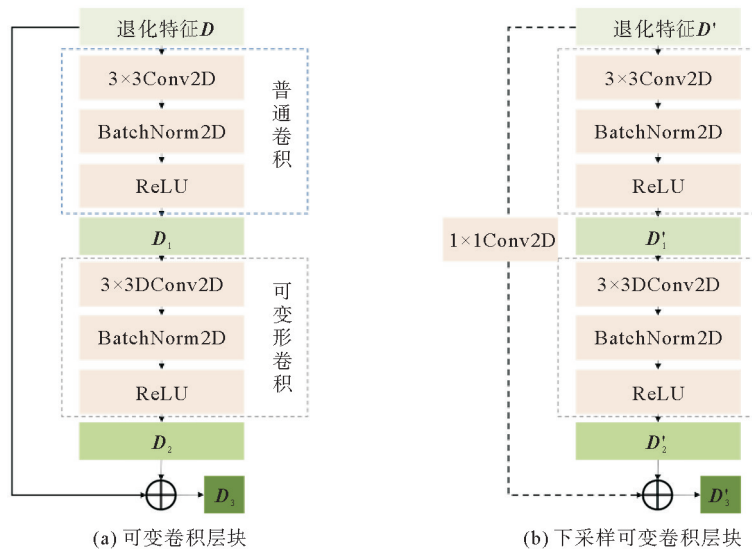 退化特征D
3×3Conv2D
BatchNorm2D
ReLU
普通卷积
D₁
3×3DConv2D
BatchNorm2D
ReLU
可变形卷积
D₂
D₃
(a) 可变卷积层块
退化特征D'
3×3Conv2D
BatchNorm2D
ReLU
1×1Conv2D
D'₁
3×3DConv2D
BatchNorm2D
ReLU
D'₂
D'₃
(b) 下采样可变卷积层块